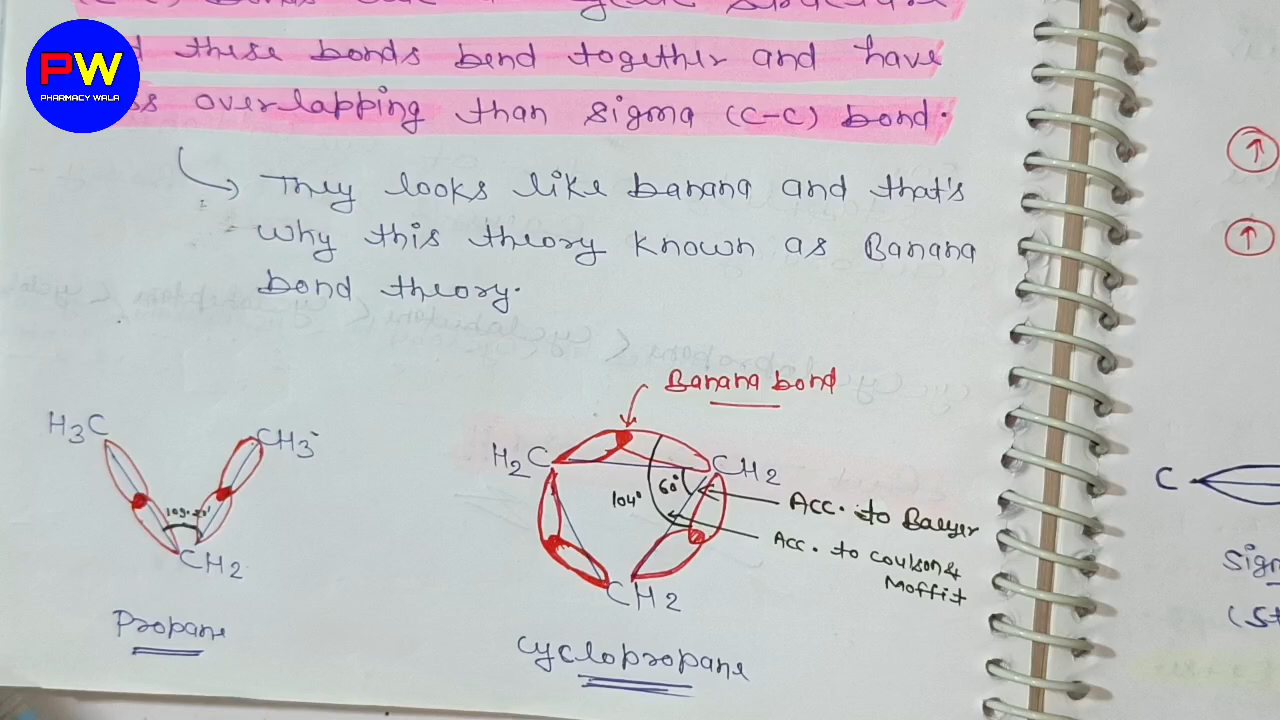 PW
PHARMACY WALA
these bonds bend together and have
overlapping than sigma (C-C) bond.
They looks like banana and that's
why this theory known as Banana
bond theory.
Banana bond
H3C
CH3
H2C
CH2
60°
104°
Acc. to Baeyer
Acc. to Coulson &
Moffit
C
CH2
CH2
Propane
Cyclopropane